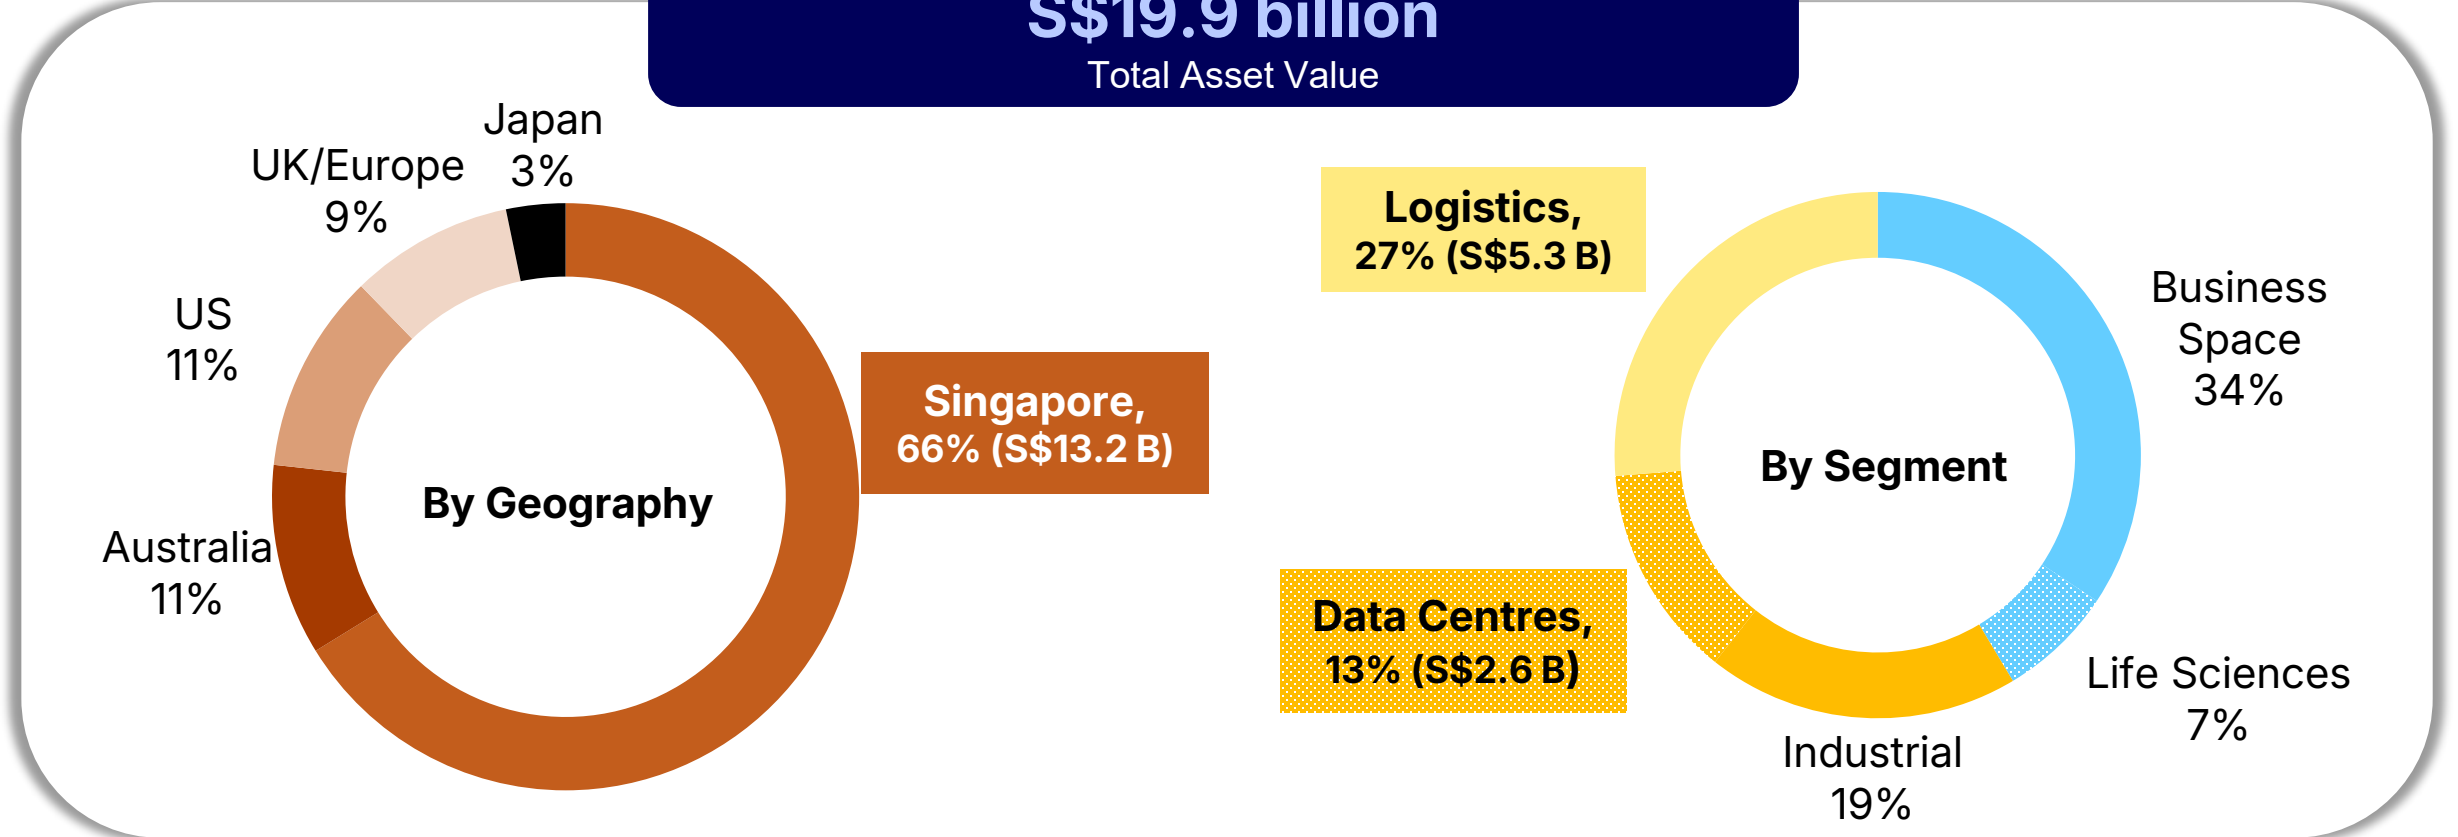 S$19.9 billion
Total Asset Value
Japan
3%
UK/Europe
9%
US
11%
Australia
11%
Singapore,
66% (S$13.2 B)
By Geography
Logistics,
27% (S$5.3 B)
Business
Space
34%
By Segment
Data Centres,
13% (S$2.6 B)
Life Sciences
7%
Industrial
19%